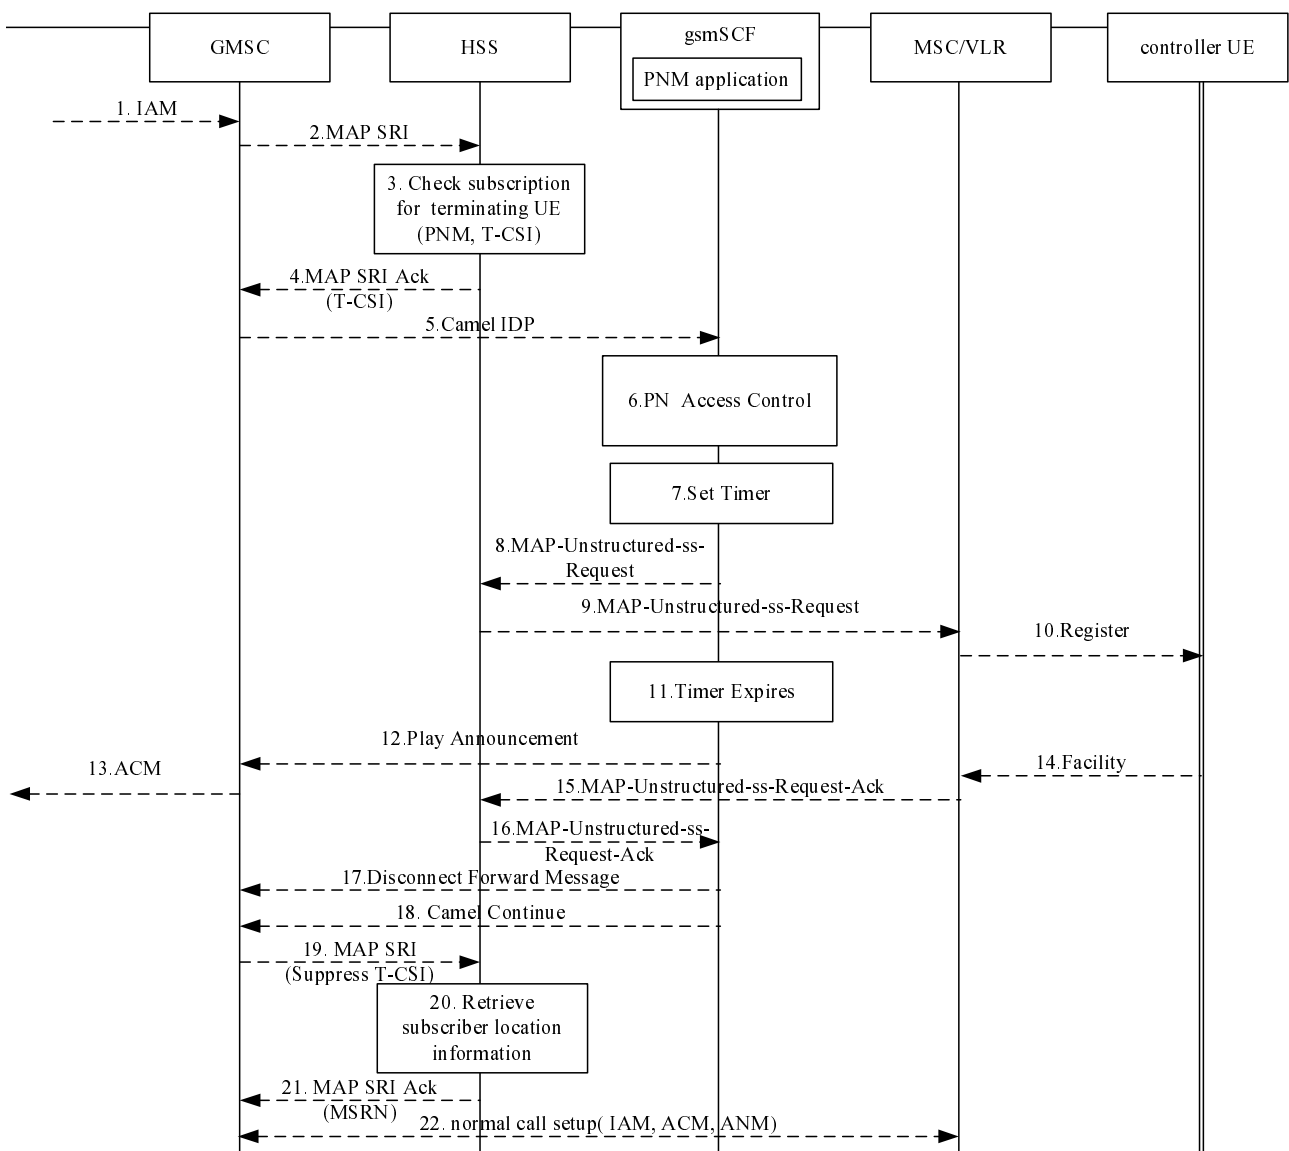 GMSC
HSS
gsmSCF
PNM application
MSC/VLR
controller UE
1. IAM
2.MAP SRI
3. Check subscription
for terminating UE
(PNM, T-CSI)
4.MAP SRI Ack
(T-CSI)
5.Camel IDP
6.PN Access Control
7.Set Timer
8.MAP-Unstructured-ss-
Request
9.MAP-Unstructured-ss-Request
10.Register
11.Timer Expires
12.Play Announcement
13.ACM
14.Facility
15.MAP-Unstructured-ss-Request-Ack
16.MAP-Unstructured-ss-
Request-Ack
17.Disconnect Forward Message
18. Camel Continue
19. MAP SRI
(Suppress T-CSI)
20. Retrieve
subscriber location
information
21. MAP SRI Ack
(MSRN)
22. normal call setup( IAM, ACM, ANM)